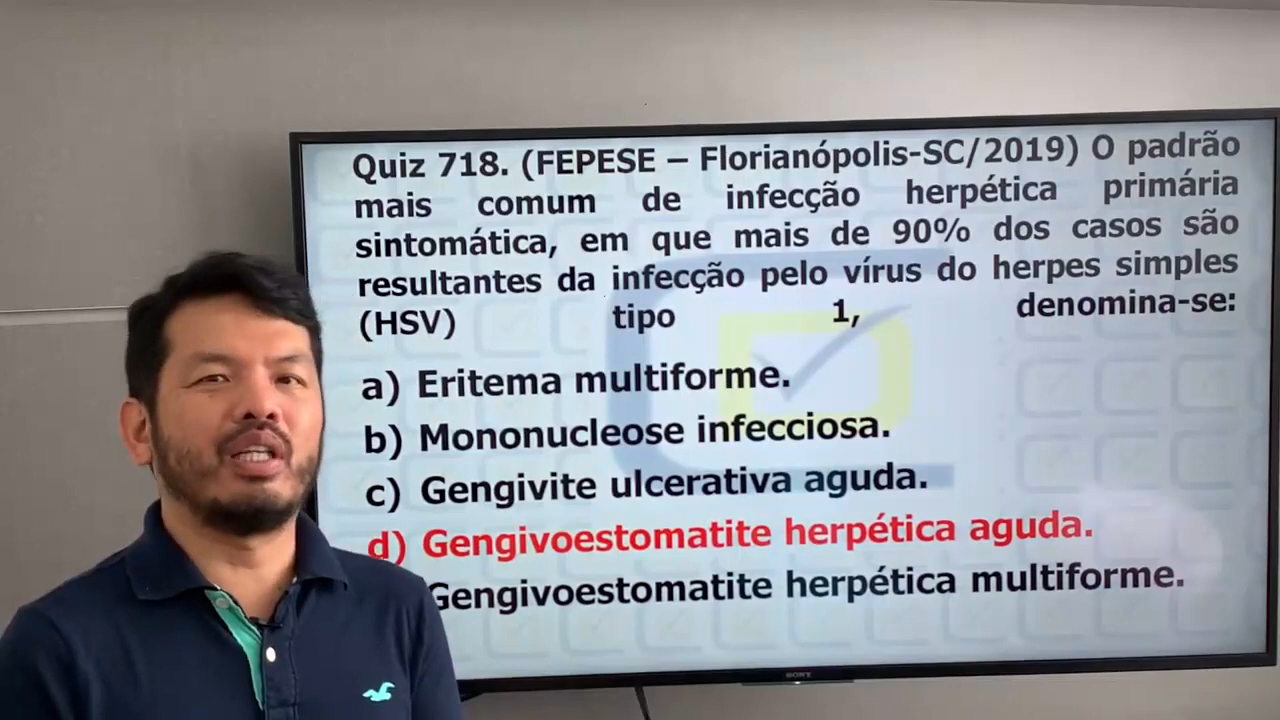 Quiz 718. (FEPESE – Florianópolis-SC/2019) O padrão
mais comum de infecção herpética primária
sintomática, em que mais de 90% dos casos são
resultantes da infecção pelo vírus do herpes simples
(HSV) tipo 1, denomina-se:
a) Eritema multiforme.
b) Mononucleose infecciosa.
c) Gengivite ulcerativa aguda.
d) Gengivoestomatite herpética aguda.
Gengivoestomatite herpética multiforme.
SONY